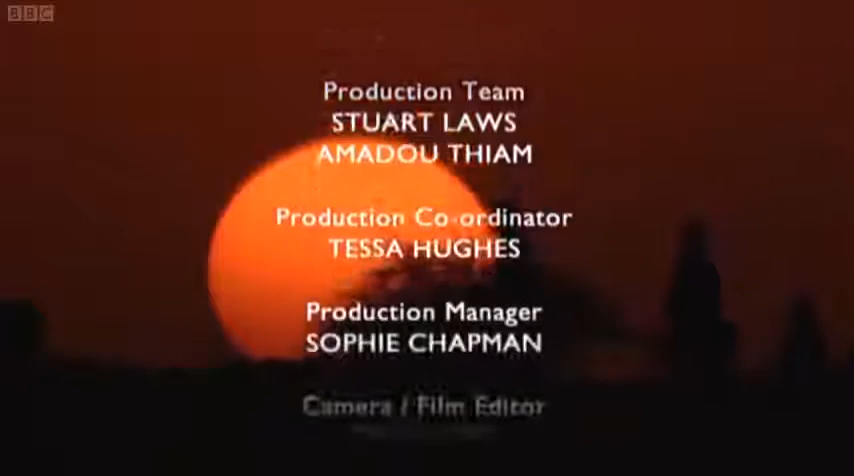 BBC
Production Team
STUART LAWS
AMADOU THIAM
Production Co-ordinator
TESSA HUGHES
Production Manager
SOPHIE CHAPMAN
Camera / Film Editor